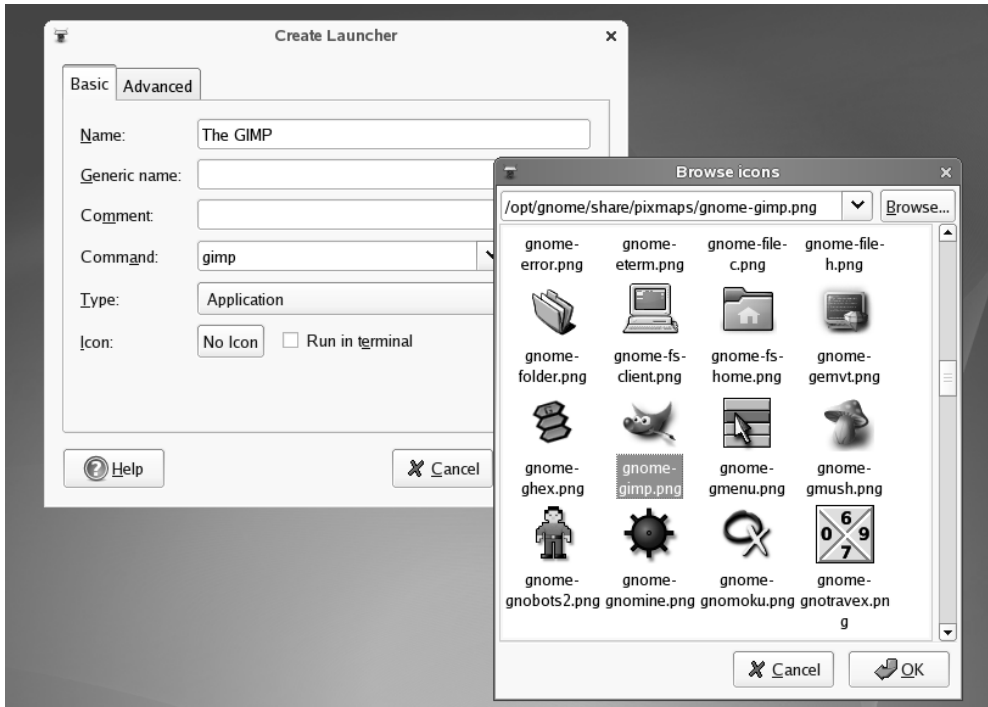 Create Launcher
Basic
Advanced
Name:
The GIMP
Generic name:
Comment:
Command:
gimp
Type:
Application
Icon:
No Icon
Run in terminal
Help
Cancel
Browse icons
/opt/gnome/share/pixmaps/gnome-gimp.png
Browse...
gnome-
error.png
gnome-
eterm.png
gnome-file-
c.png
gnome-file-
h.png
gnome-
folder.png
gnome-fs-
client.png
gnome-fs-
home.png
gnome-
gemvt.png
gnome-
ghex.png
gnome-
gimp.png
gnome-
gmenu.png
gnome-
gmush.png
gnome-
gnobots2.png
gnome-
gnomine.png
gnome-
gnomoku.png
6
0 9
7
gnome-
gnotravex.pn
g
Cancel
OK